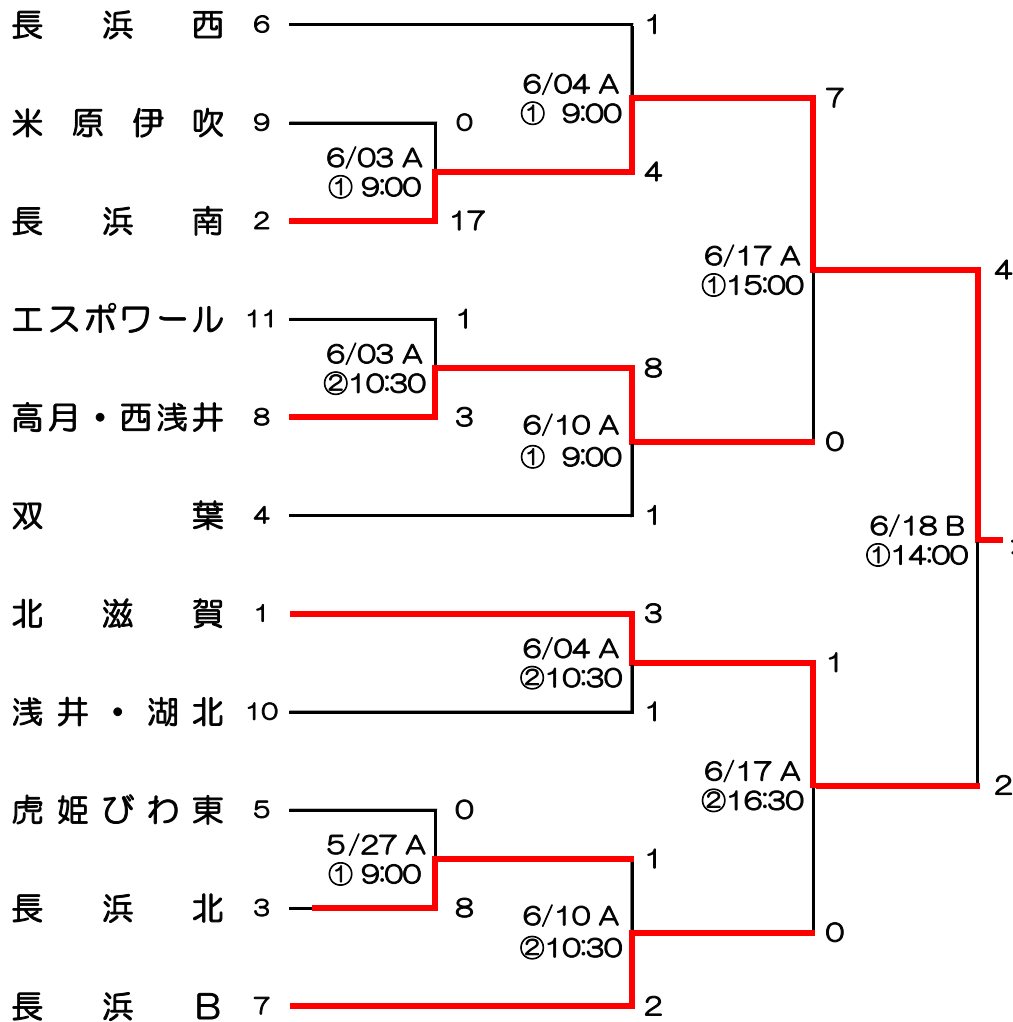 長浜西 6 1
6/04 A
① 9:00
7
米原伊吹 9 0
6/03 A
① 9:00
4
長浜南 2 17
6/17 A
①15:00
4
エスポワール 11 1
6/03 A
②10:30
8
高月・西浅井 8 3
6/10 A
① 9:00
0
双葉 4 1
6/18 B
①14:00
北滋賀 1 3
6/04 A
②10:30
1
浅井・湖北 10 1
6/17 A
②16:30
2
虎姫びわ東 5 0
5/27 A
① 9:00
1
長浜北 3 8
6/10 A
②10:30
0
長浜B 7 2